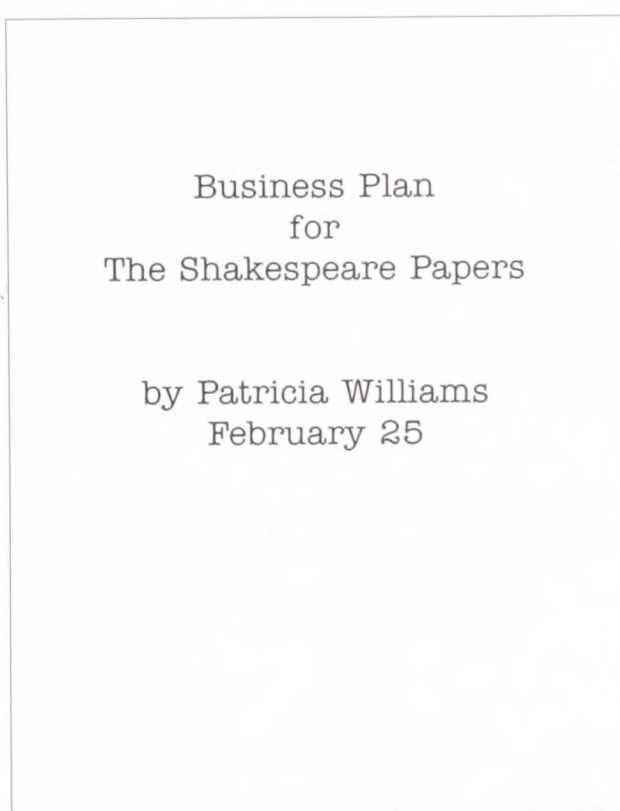 Business Plan
for
The Shakespeare Papers
by Patricia Williams
February 25